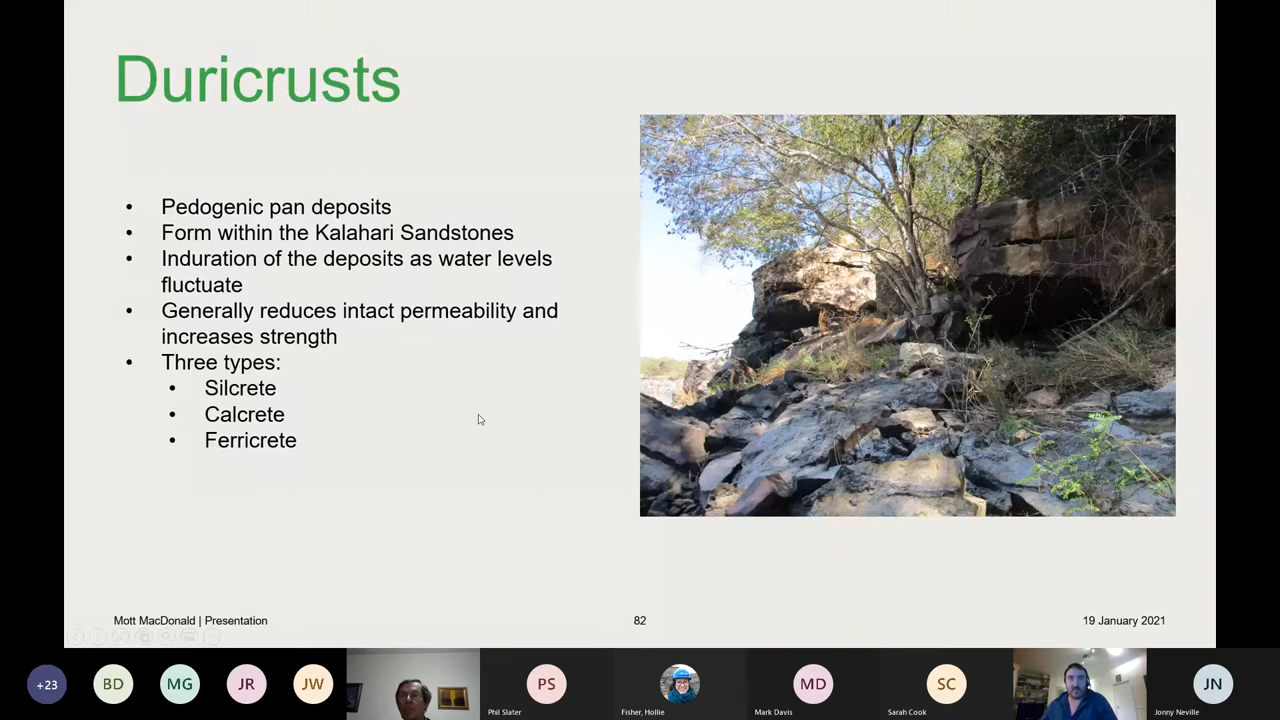 Duricrusts
• Pedogenic pan deposits
• Form within the Kalahari Sandstones
• Induration of the deposits as water levels
fluctuate
• Generally reduces intact permeability and
increases strength
• Three types:
• Silcrete
• Calcrete
• Ferricrete
Mott MacDonald | Presentation
82
19 January 2021
+23
BD
MG
JR
JW
PS
Phil Slater
Fisher, Hollie
MD
Mark Davis
SC
Sarah Cook
JN
Jonny Neville